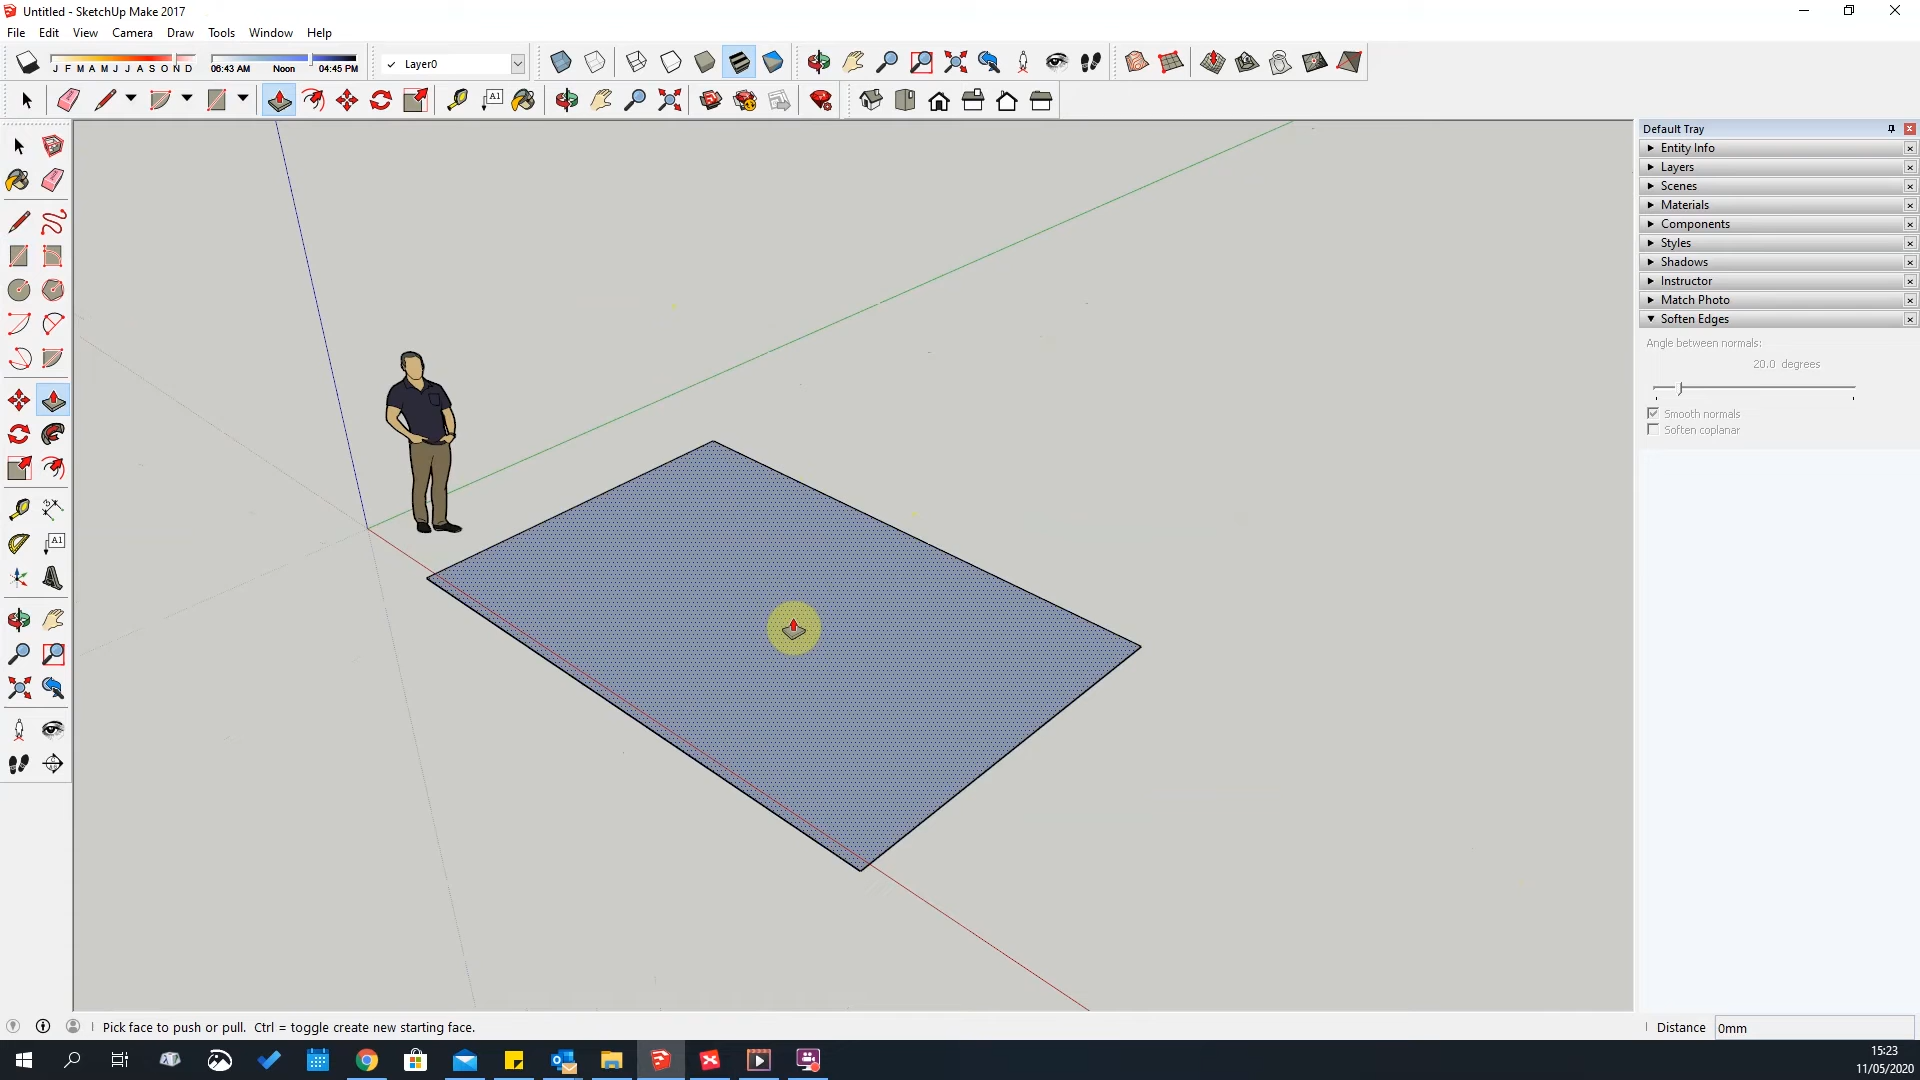 Untitled - SketchUp Make 2017
File Edit View Camera Draw Tools Window Help
J F M A M J J A S O N D 06:43 AM Noon 04:45 PM ✓ Layer0
A1
Default Tray
Entity Info
Layers
Scenes
Materials
Components
Styles
Shadows
Instructor
Match Photo
Soften Edges
Angle between normals:
20.0 degrees
Smooth normals
Soften coplanar
A1
Pick face to push or pull. Ctrl = toggle create new starting face.
Distance 0mm
15:23
11/05/2020